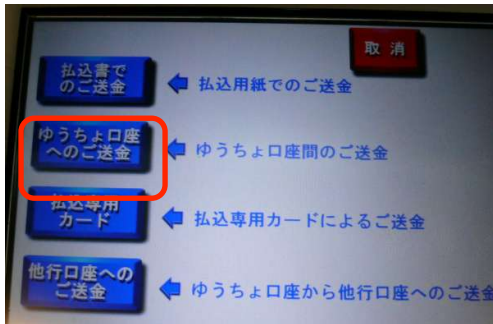 取消
払込書で
のご送金
払込用紙でのご送金
ゆうちょ口座
へのご送金
ゆうちょ口座間のご送金
払込専用
カード
払込専用カードによるご送金
他行口座への
ご送金
ゆうちょ口座から他行口座へのご送金